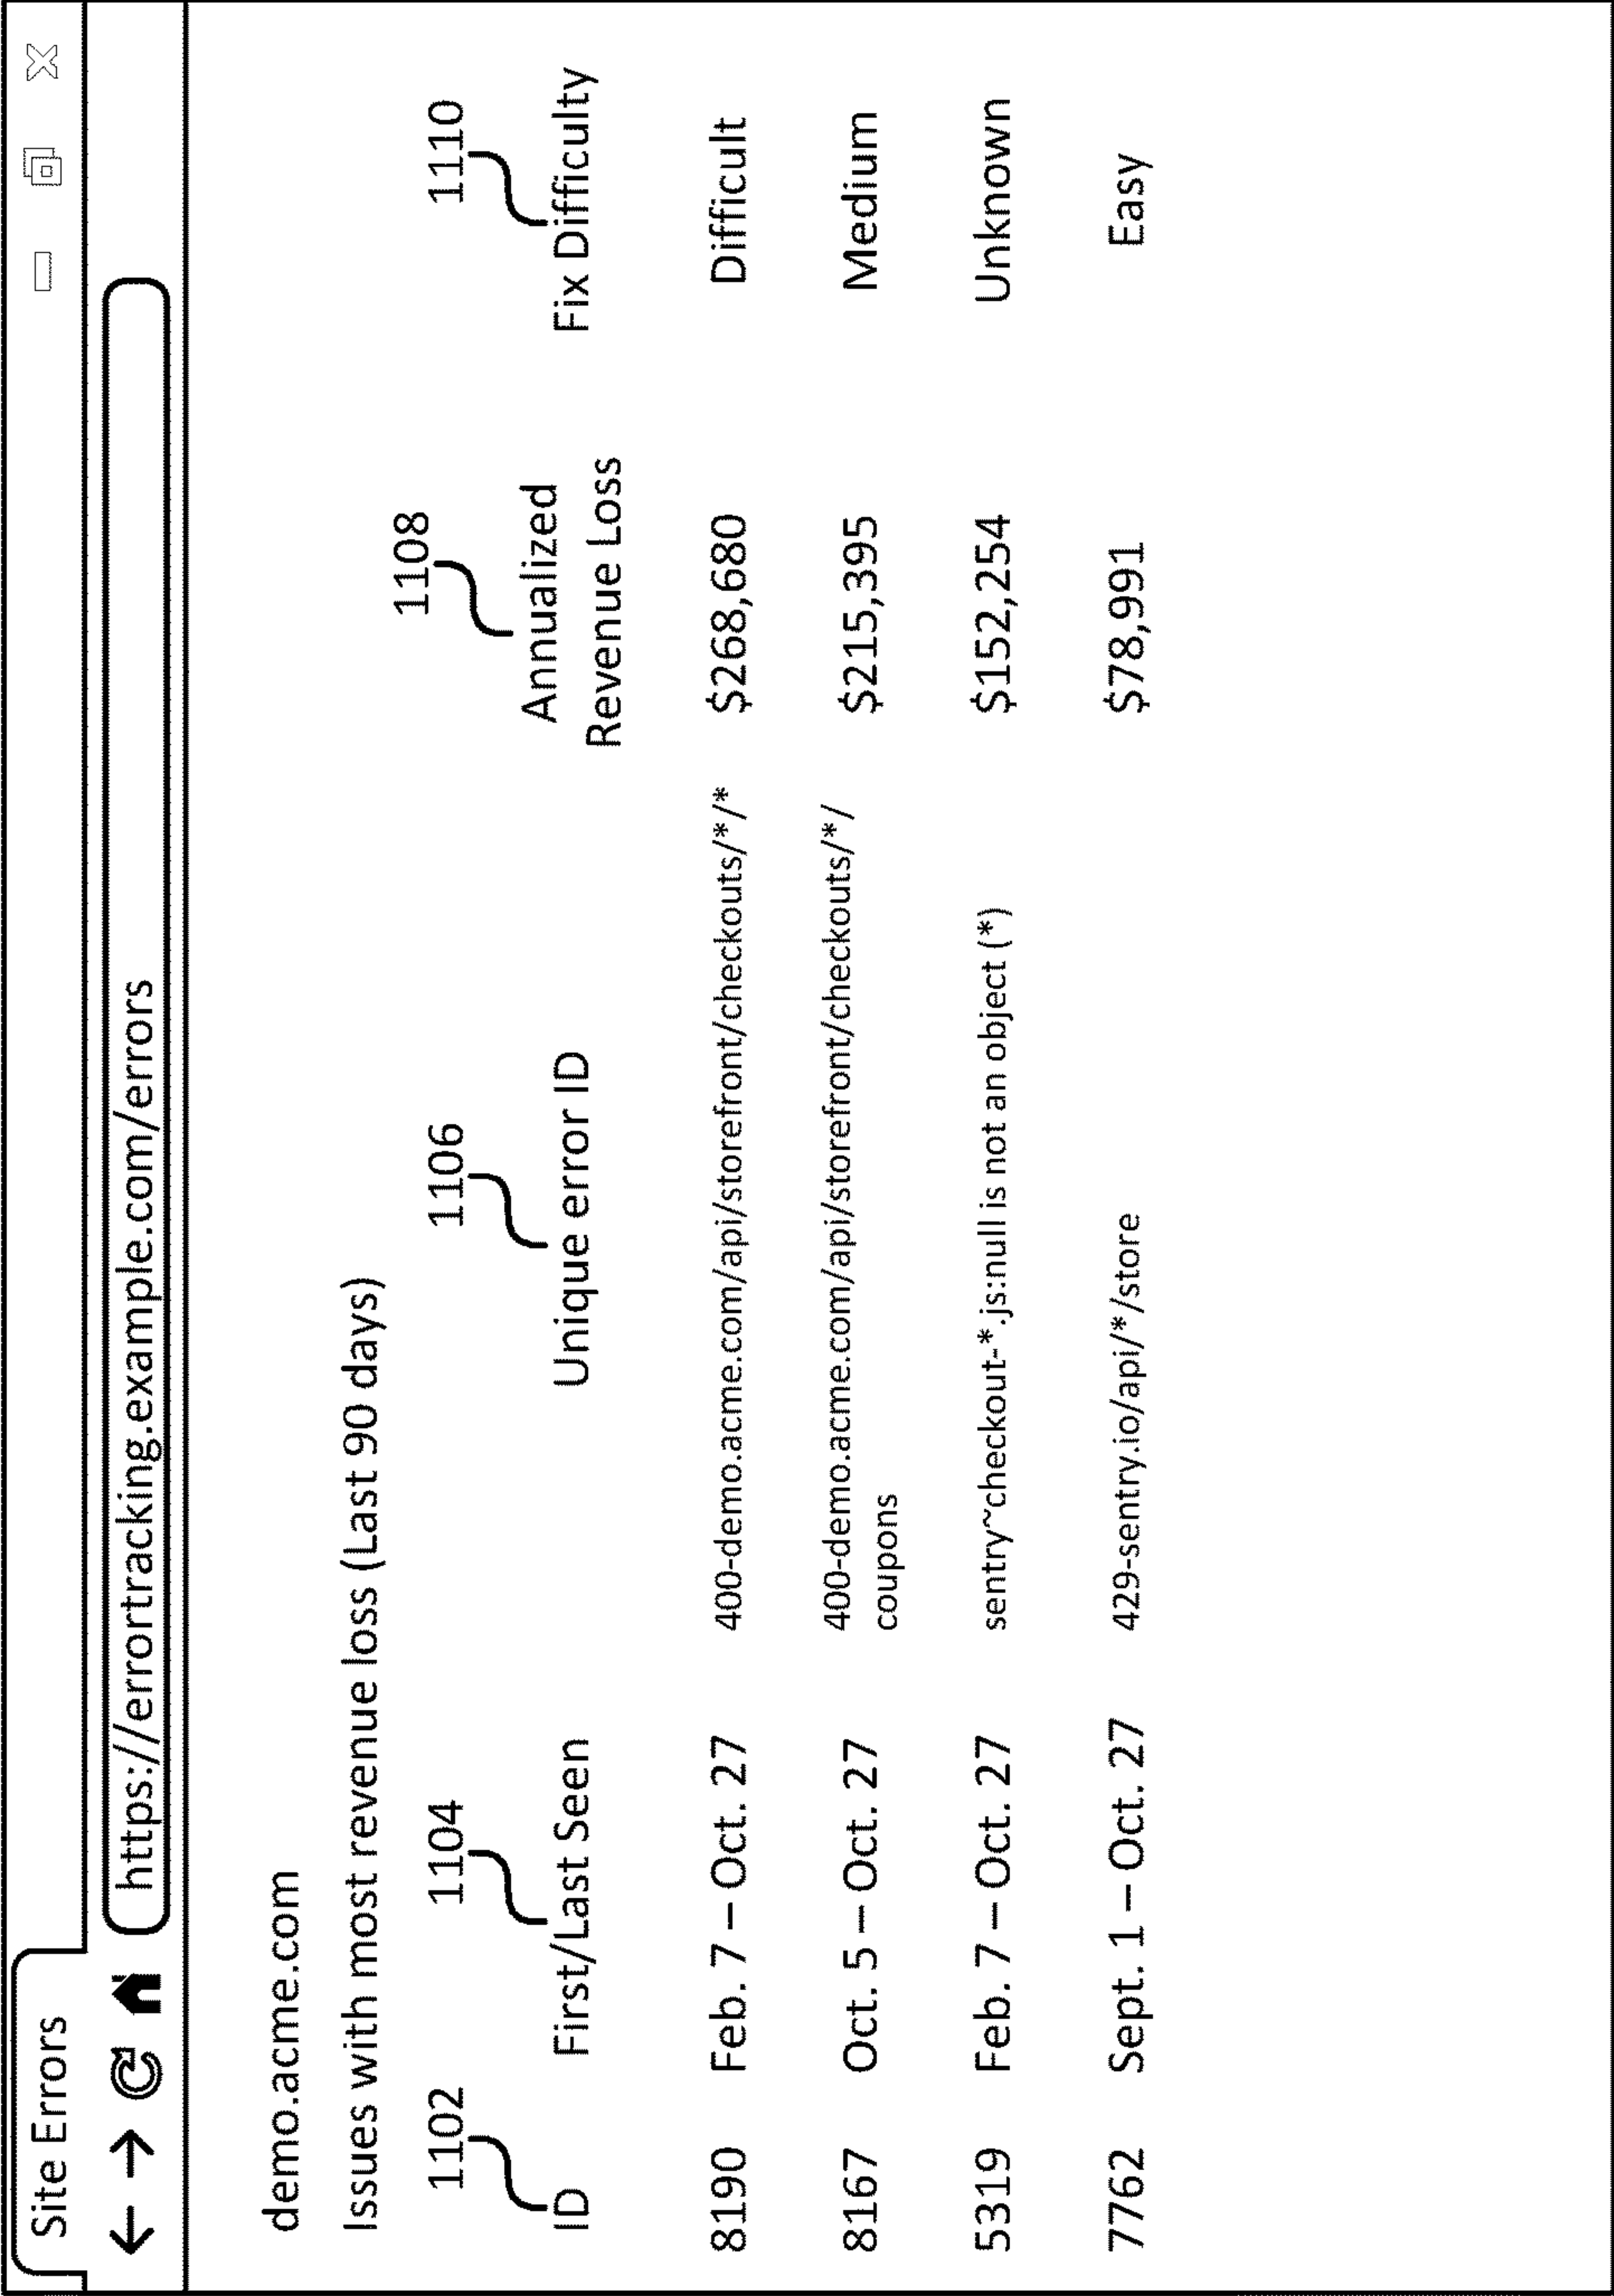 Site Errors
https://errortracking.example.com/errors
demo.acme.com
Issues with most revenue loss (Last 90 days)
1102 1104 1106 1108 1110
ID First/Last Seen Unique error ID Annualized Revenue Loss Fix Difficulty
8190 Feb. 7 – Oct. 27 400-demo.acme.com/api/storefront/checkouts/*/* $268,680 Difficult
8167 Oct. 5 – Oct. 27 400-demo.acme.com/api/storefront/checkouts/*/ $215,395 Medium
coupons
5319 Feb. 7 – Oct. 27 sentry~checkout-*.js:null is not an object (*) $152,254 Unknown
7762 Sept. 1 – Oct. 27 429-sentry.io/api/*/store $78,991 Easy